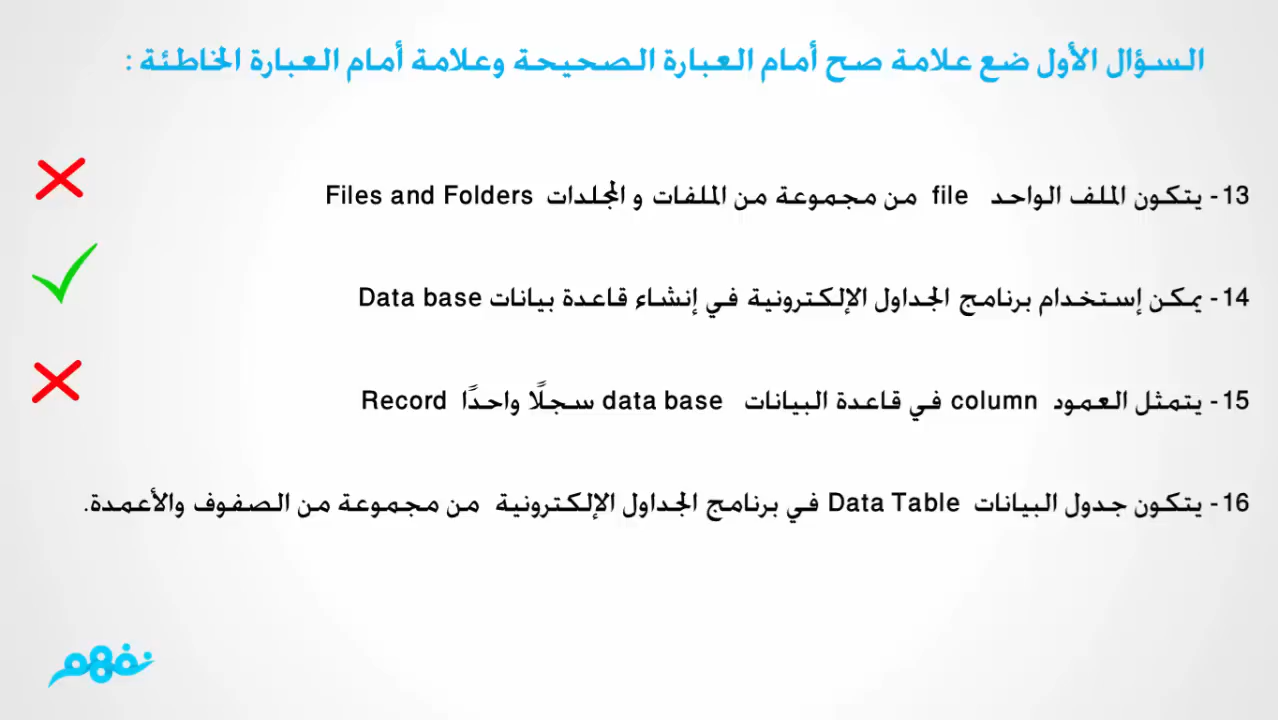 السؤال الأول ضع علامة صح أمام العبارة الصحيحة وعلامة أمام العبارة الخاطئة :
13- يتكون الملف الواحد file من مجموعة من الملفات و المجلدات Files and Folders
14- يمكن إستخدام برنامج الجداول الإلكترونية في إنشاء قاعدة بيانات Data base
15- يتمثل العمود column في قاعدة البيانات data base سجلًا واحدًا Record
16- يتكون جدول البيانات Data Table في برنامج الجداول الإلكترونية من مجموعة من الصفوف والأعمدة.
نفهم